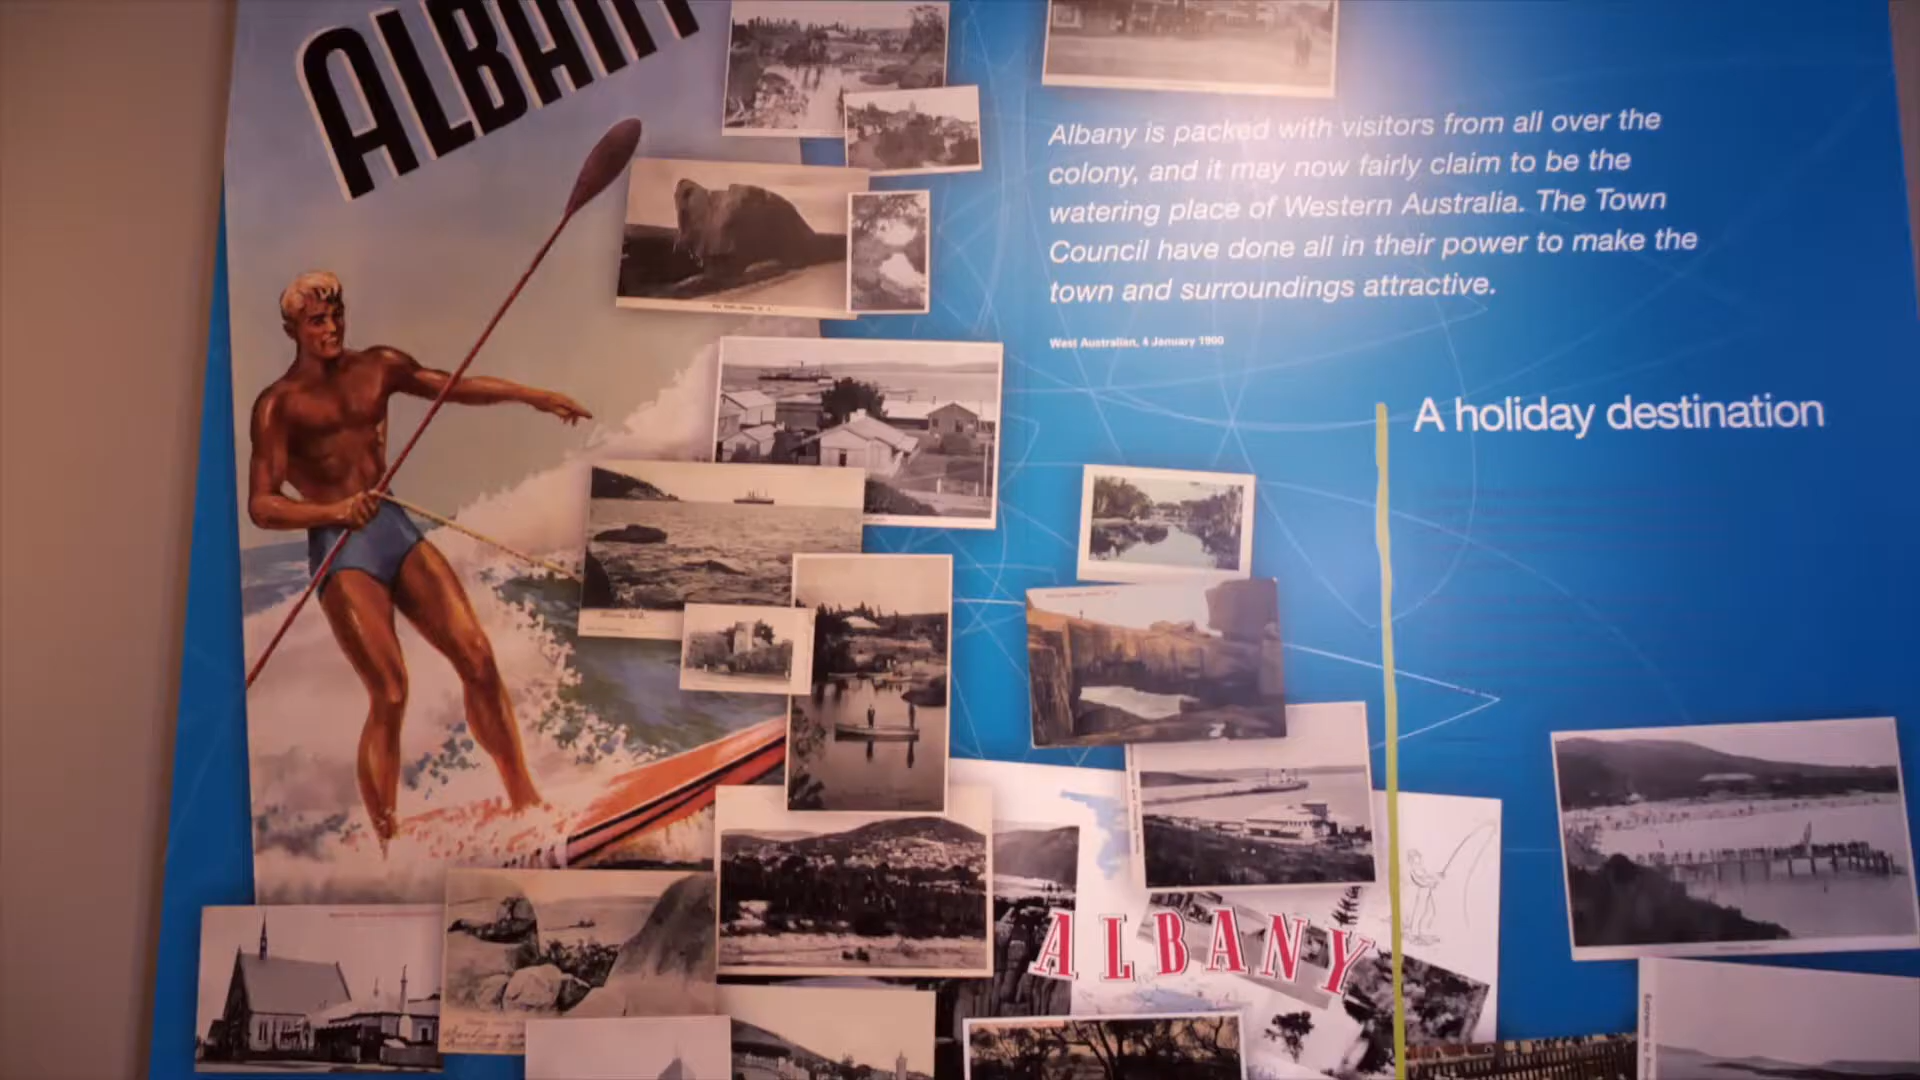 ALBANY
Albany is packed with visitors from all over the
colony, and it may now fairly claim to be the
watering place of Western Australia. The Town
Council have done all in their power to make the
town and surroundings attractive.
West Australian, 4 January 1900
A holiday destination
ALBANY